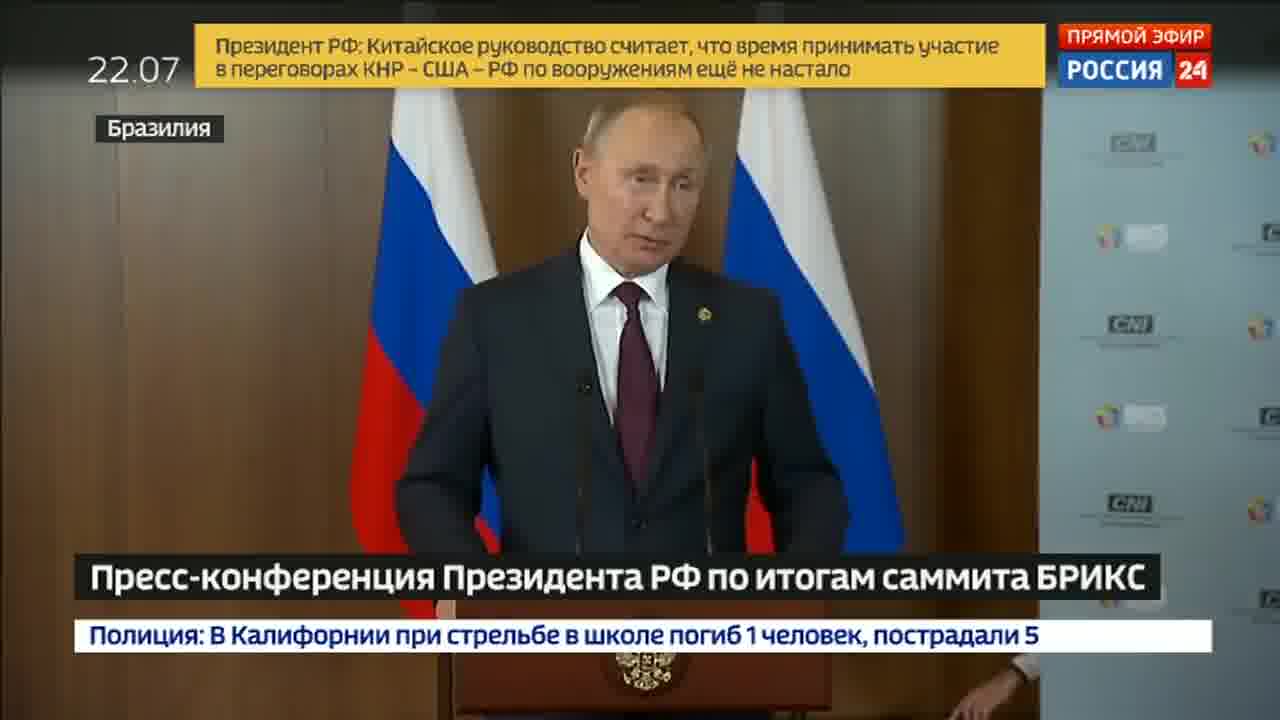 22.07
Президент РФ: Китайское руководство считает, что время принимать участие
в переговорах КНР – США – РФ по вооружениям ещё не настало
ПРЯМОЙ ЭФИР
РОССИЯ 24
Бразилия
CNI
CNI
CNI
Пресс-конференция Президента РФ по итогам саммита БРИКС
Полиция: В Калифорнии при стрельбе в школе погиб 1 человек, пострадали 5